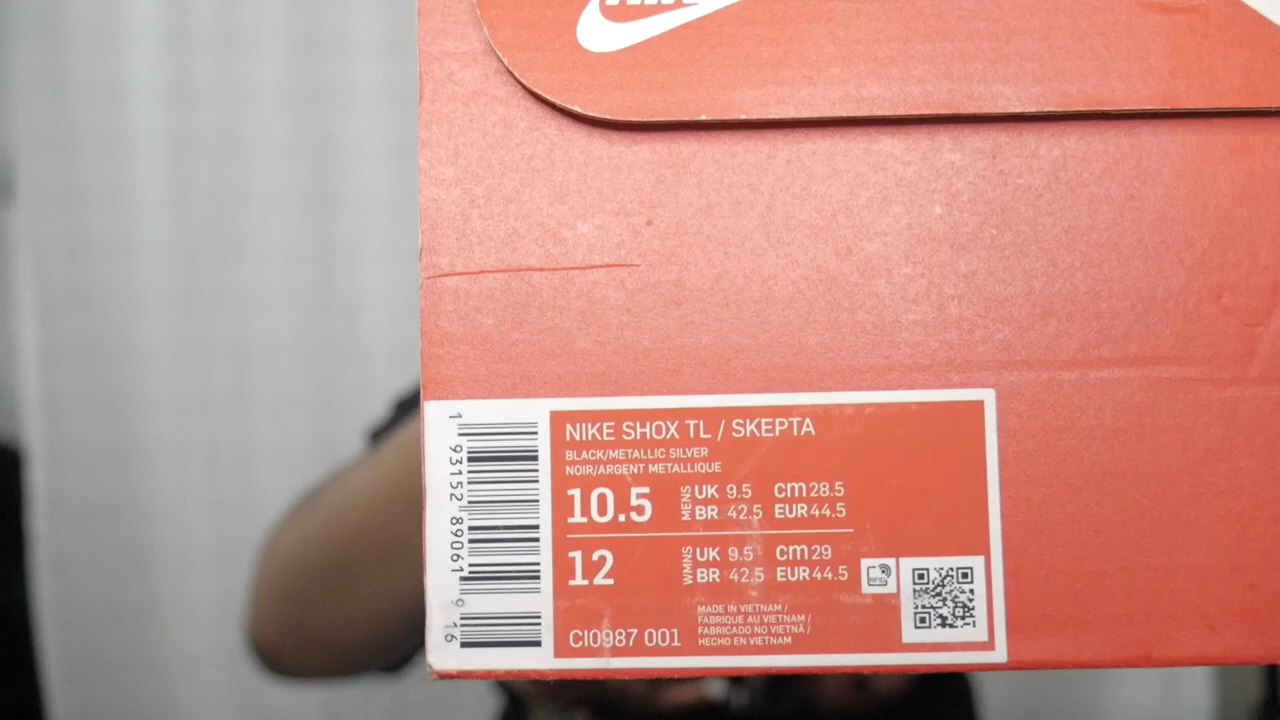 NIKE SHOX TL / SKEPTA
BLACK/METALLIC SILVER
NOIR/ARGENT METALLIQUE
10.5 MENS UK 9.5 cm 28.5
BR 42.5 EUR 44.5
12 WMNS UK 9.5 cm 29
BR 42.5 EUR 44.5
RFID
MADE IN VIETNAM /
FABRIQUE AU VIETNAM /
FABRICADO NO VIETNÃ /
HECHO EN VIETNAM
CI0987 001
1 93152 89061 9 16